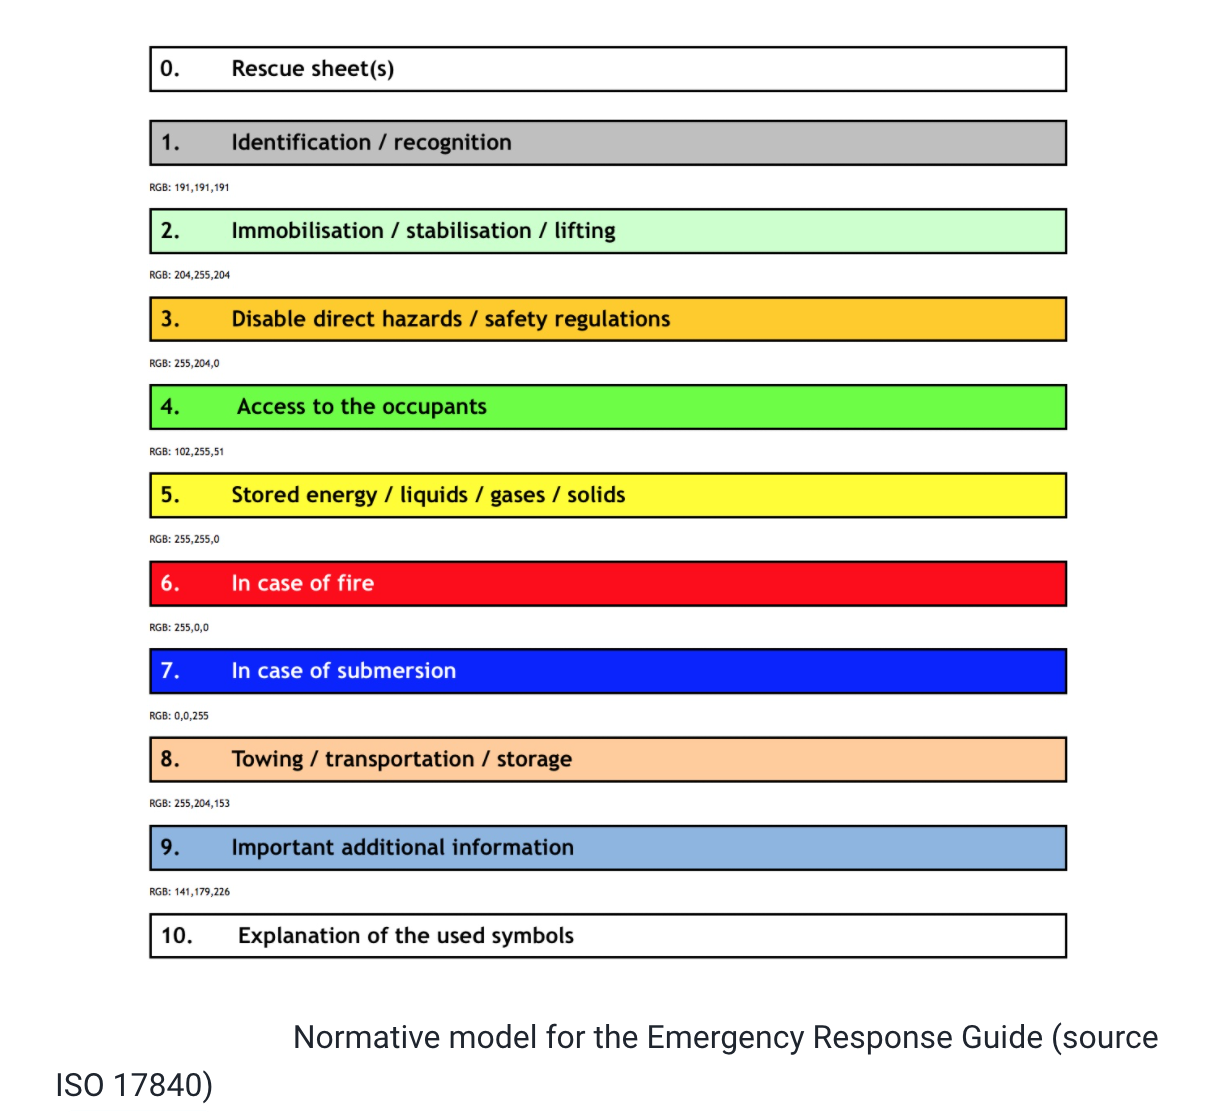 0. Rescue sheet(s)
1. Identification / recognition
RGB: 191,191,191
2. Immobilisation / stabilisation / lifting
RGB: 204,255,204
3. Disable direct hazards / safety regulations
RGB: 255,204,0
4. Access to the occupants
RGB: 102,255,51
5. Stored energy / liquids / gases / solids
RGB: 255,255,0
6. In case of fire
RGB: 255,0,0
7. In case of submersion
RGB: 0,0,255
8. Towing / transportation / storage
RGB: 255,204,153
9. Important additional information
RGB: 141,179,226
10. Explanation of the used symbols
Normative model for the Emergency Response Guide (source
ISO 17840)